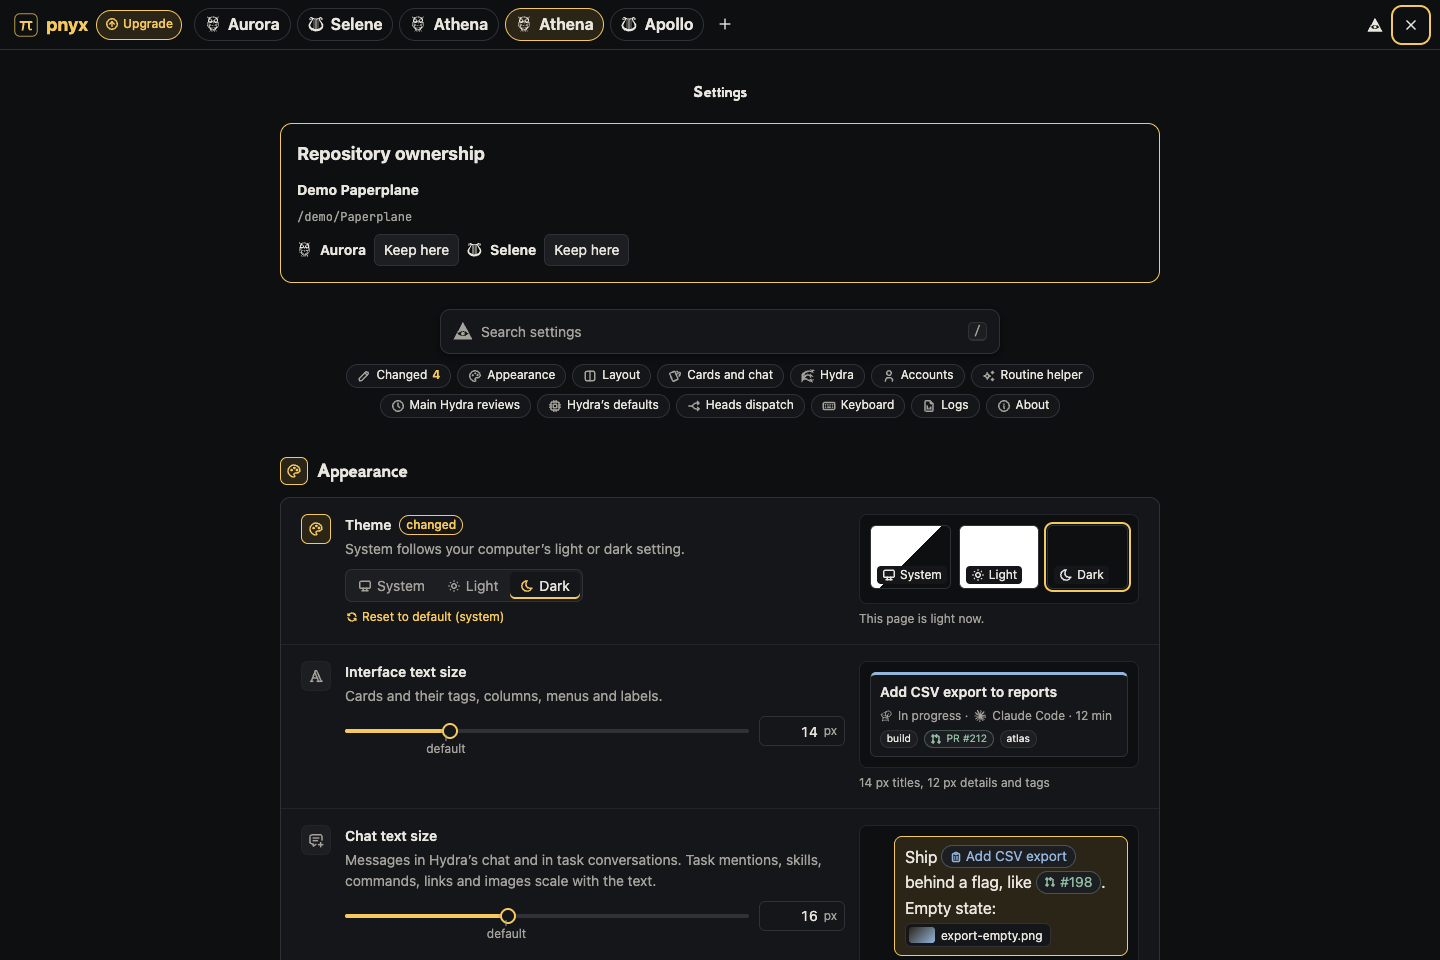 π pnyx Upgrade Aurora Selene Athena Athena Apollo +
Settings
Repository ownership
Demo Paperplane
/demo/Paperplane
Aurora Keep here Selene Keep here
Search settings /
Changed 4 Appearance Layout Cards and chat Hydra Accounts Routine helper
Main Hydra reviews Hydra’s defaults Heads dispatch Keyboard Logs About
Appearance
Theme changed
System follows your computer’s light or dark setting.
System Light Dark
Reset to default (system)
System Light Dark
This page is light now.
Interface text size
Cards and their tags, columns, menus and labels.
14 px
default
Add CSV export to reports
In progress · Claude Code · 12 min
build PR #212 atlas
14 px titles, 12 px details and tags
Chat text size
Messages in Hydra’s chat and in task conversations. Task mentions, skills,
commands, links and images scale with the text.
16 px
default
Ship Add CSV export
behind a flag, like #198 .
Empty state:
export-empty.png